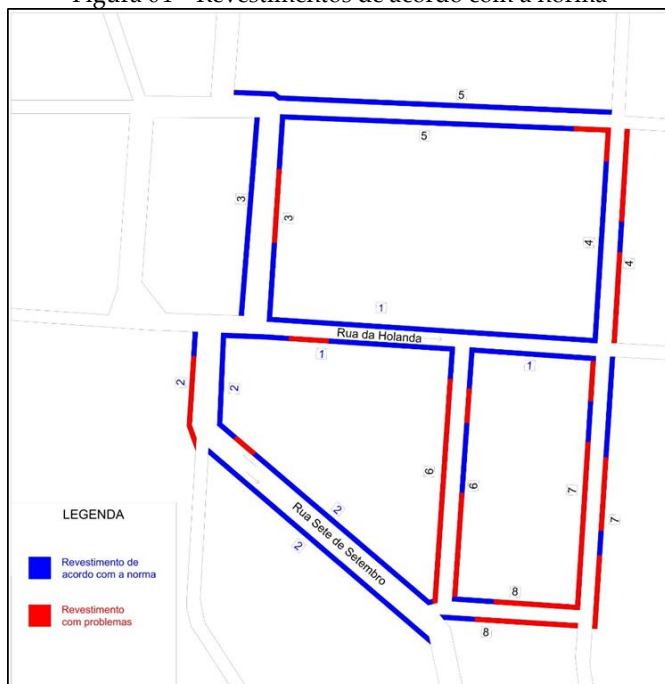 Figura 01 - Revestimentos de acordo com a norma
5
5
3
3
4
4
1
Rua da Holanda
1
1
2
2
6
6
7
7
2
Rua Sete de Setembro
2
8
8
LEGENDA
Revestimento de
acordo com a norma
Revestimento
com problemas